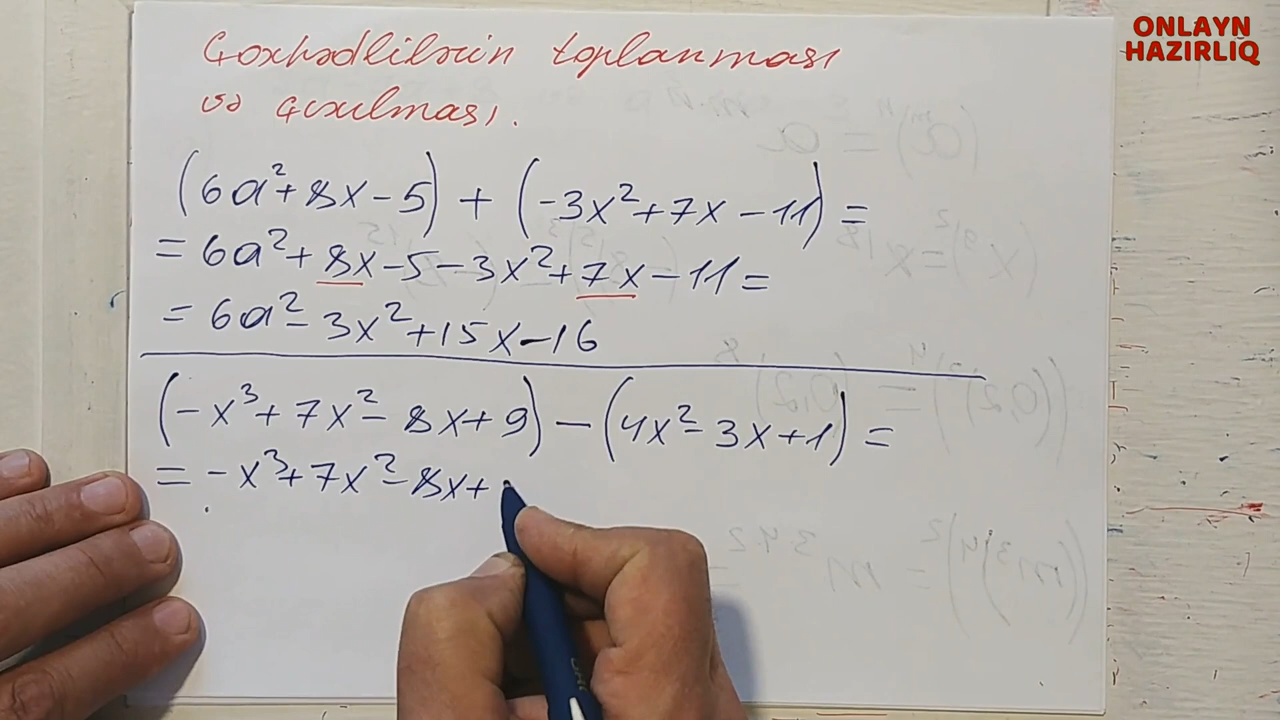 ONLAYN
HAZIRLIQ
Çoxhədlilərin toplanması
və çıxılması.
(6a²+8x-5) + (-3x²+7x-11) =
= 6a²+8x-5-3x²+7x-11=
= 6a²-3x²+15x-16
(-x³+7x²-8x+9) - (4x²-3x+1) =
= -x³+7x²-8x+